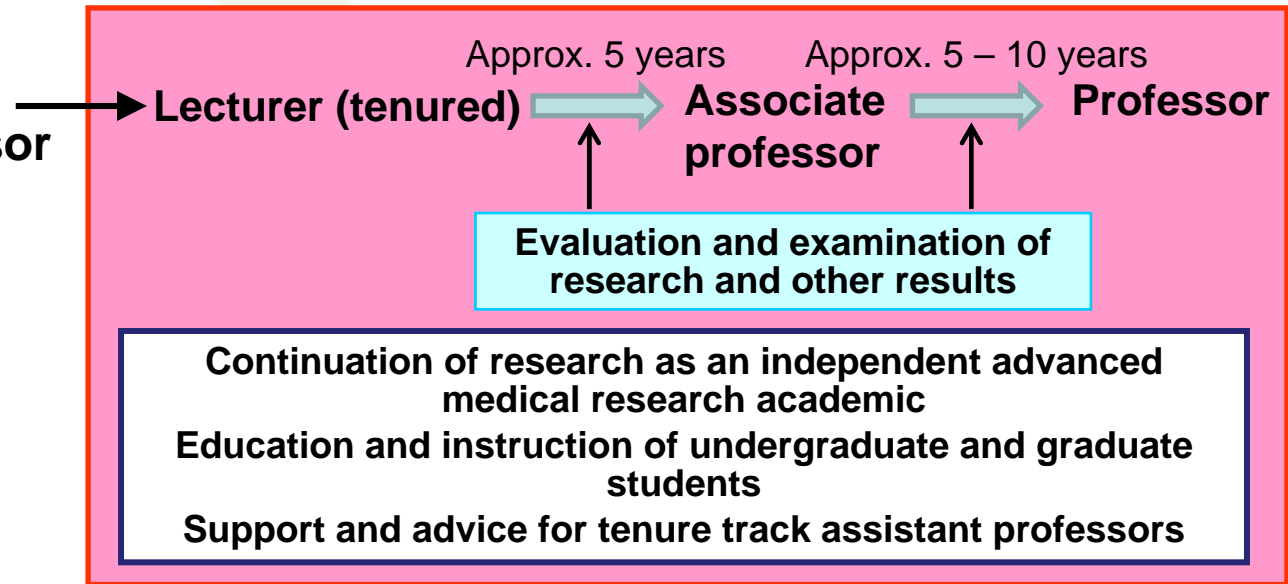 Approx. 5 years
Approx. 5 – 10 years
Lecturer (tenured)
Associate
professor
Professor
Evaluation and examination of
research and other results
Continuation of research as an independent advanced
medical research academic
Education and instruction of undergraduate and graduate
students
Support and advice for tenure track assistant professors